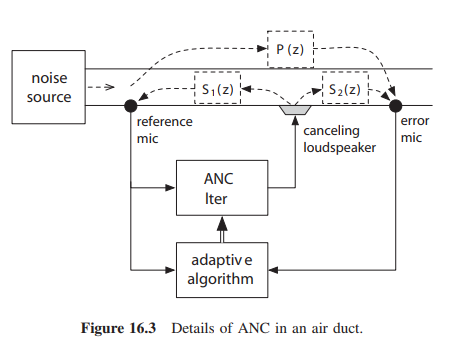 P (z)
noise
source
S₁(z)
S₂(z)
reference
mic
canceling
loudspeaker
error
mic
ANC
lter
adaptive
algorithm
Figure 16.3 Details of ANC in an air duct.